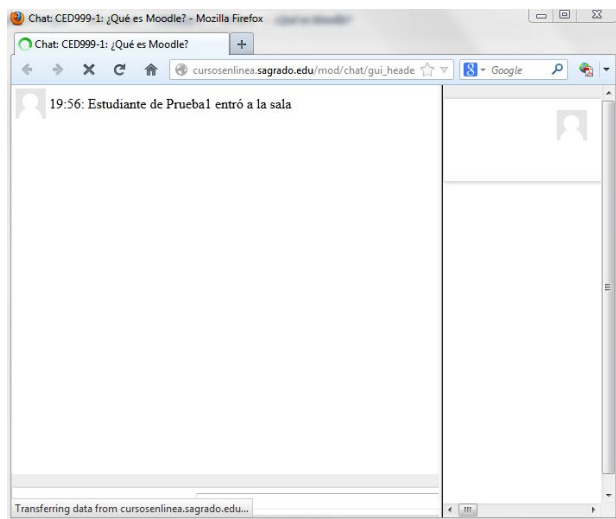 Chat: CED999-1: ¿Qué es Moodle? - Mozilla Firefox
Chat: CED999-1: ¿Qué es Moodle?
cursosenlinea.sagrado.edu/mod/chat/gui_heade
Google
19:56: Estudiante de Prueba1 entró a la sala
Transferring data from cursosenlinea.sagrado.edu...